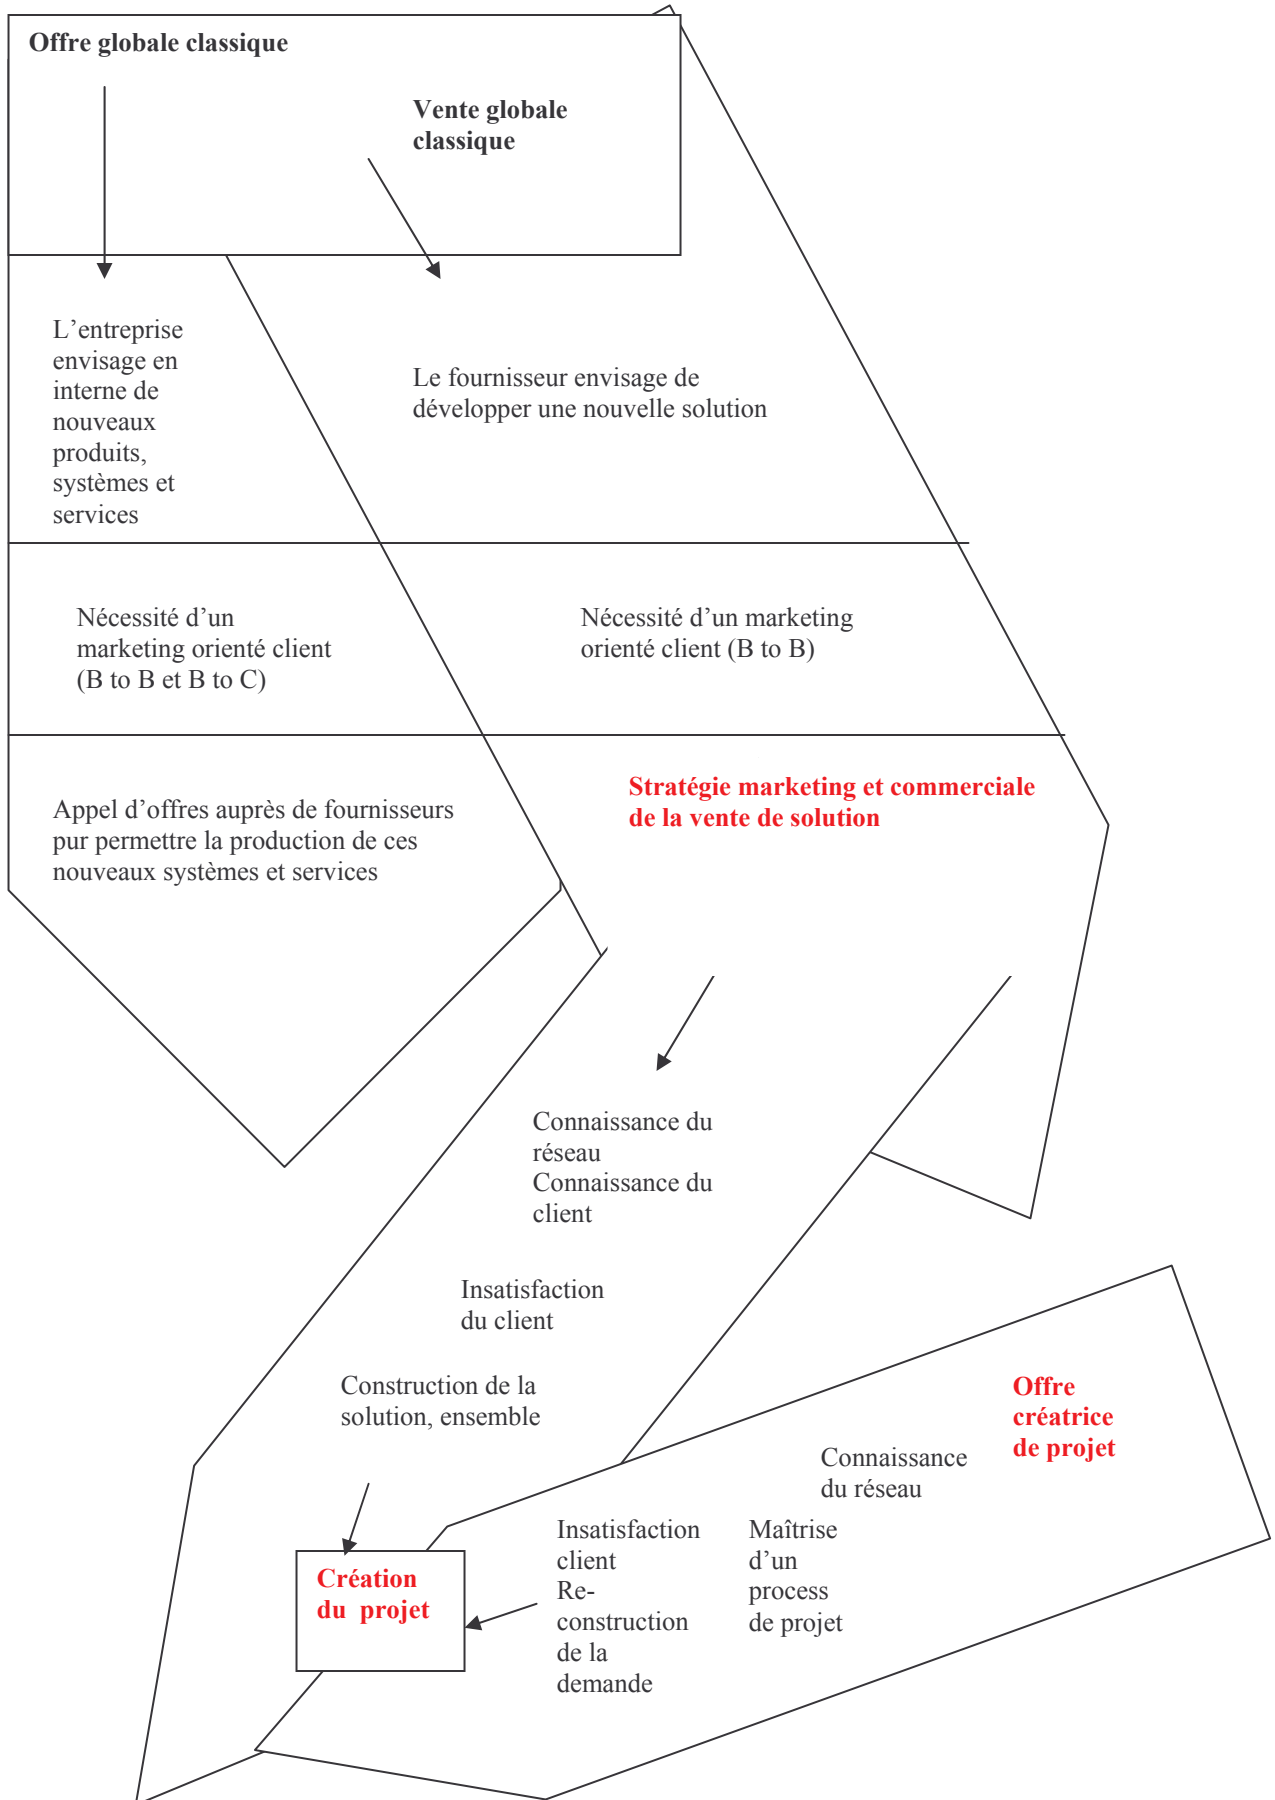 Offre globale classique
Vente globale
classique
L’entreprise
envisage en
interne de
nouveaux
produits,
systèmes et
services
Le fournisseur envisage de
développer une nouvelle solution
Nécessité d’un
marketing orienté client
(B to B et B to C)
Nécessité d’un marketing
orienté client (B to B)
Appel d’offres auprès de fournisseurs
pur permettre la production de ces
nouveaux systèmes et services
Stratégie marketing et commerciale
de la vente de solution
Connaissance du
réseau
Connaissance du
client
Insatisfaction
du client
Construction de la
solution, ensemble
Offre
créatrice
de projet
Connaissance
du réseau
Insatisfaction
client
Re-
construction
de la
demande
Maîtrise
d’un
process
de projet
Création
du projet